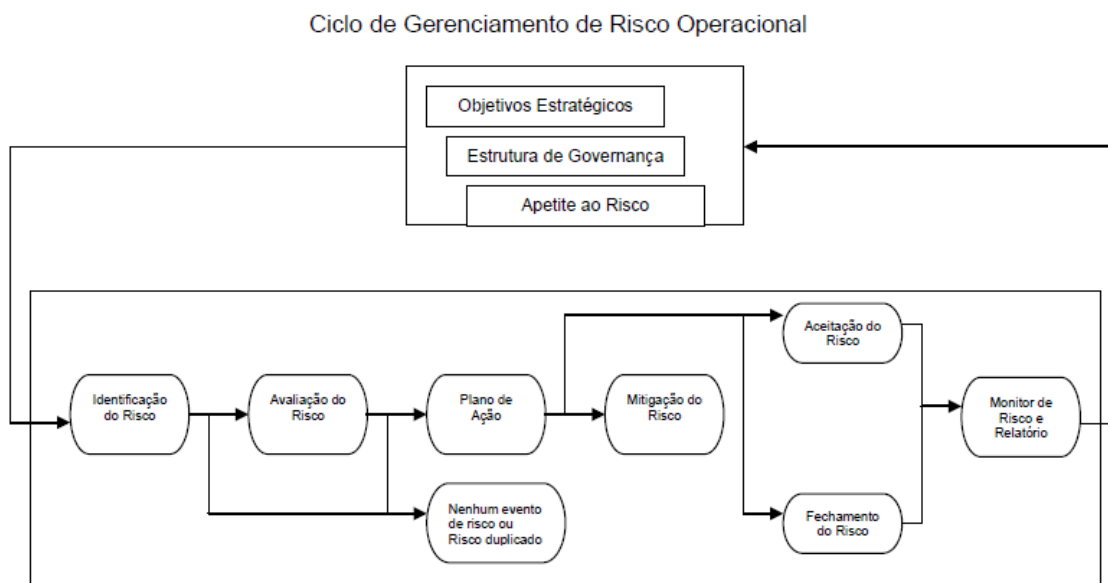 Ciclo de Gerenciamento de Risco Operacional
Objetivos Estratégicos
Estrutura de Governança
Apetite ao Risco
Identificação
do Risco
Avaliação do
Risco
Plano de
Ação
Mitigação do
Risco
Aceitação do
Risco
Monitor de
Risco e
Relatório
Nenhum evento
de risco ou
Risco duplicado
Fechamento
do Risco